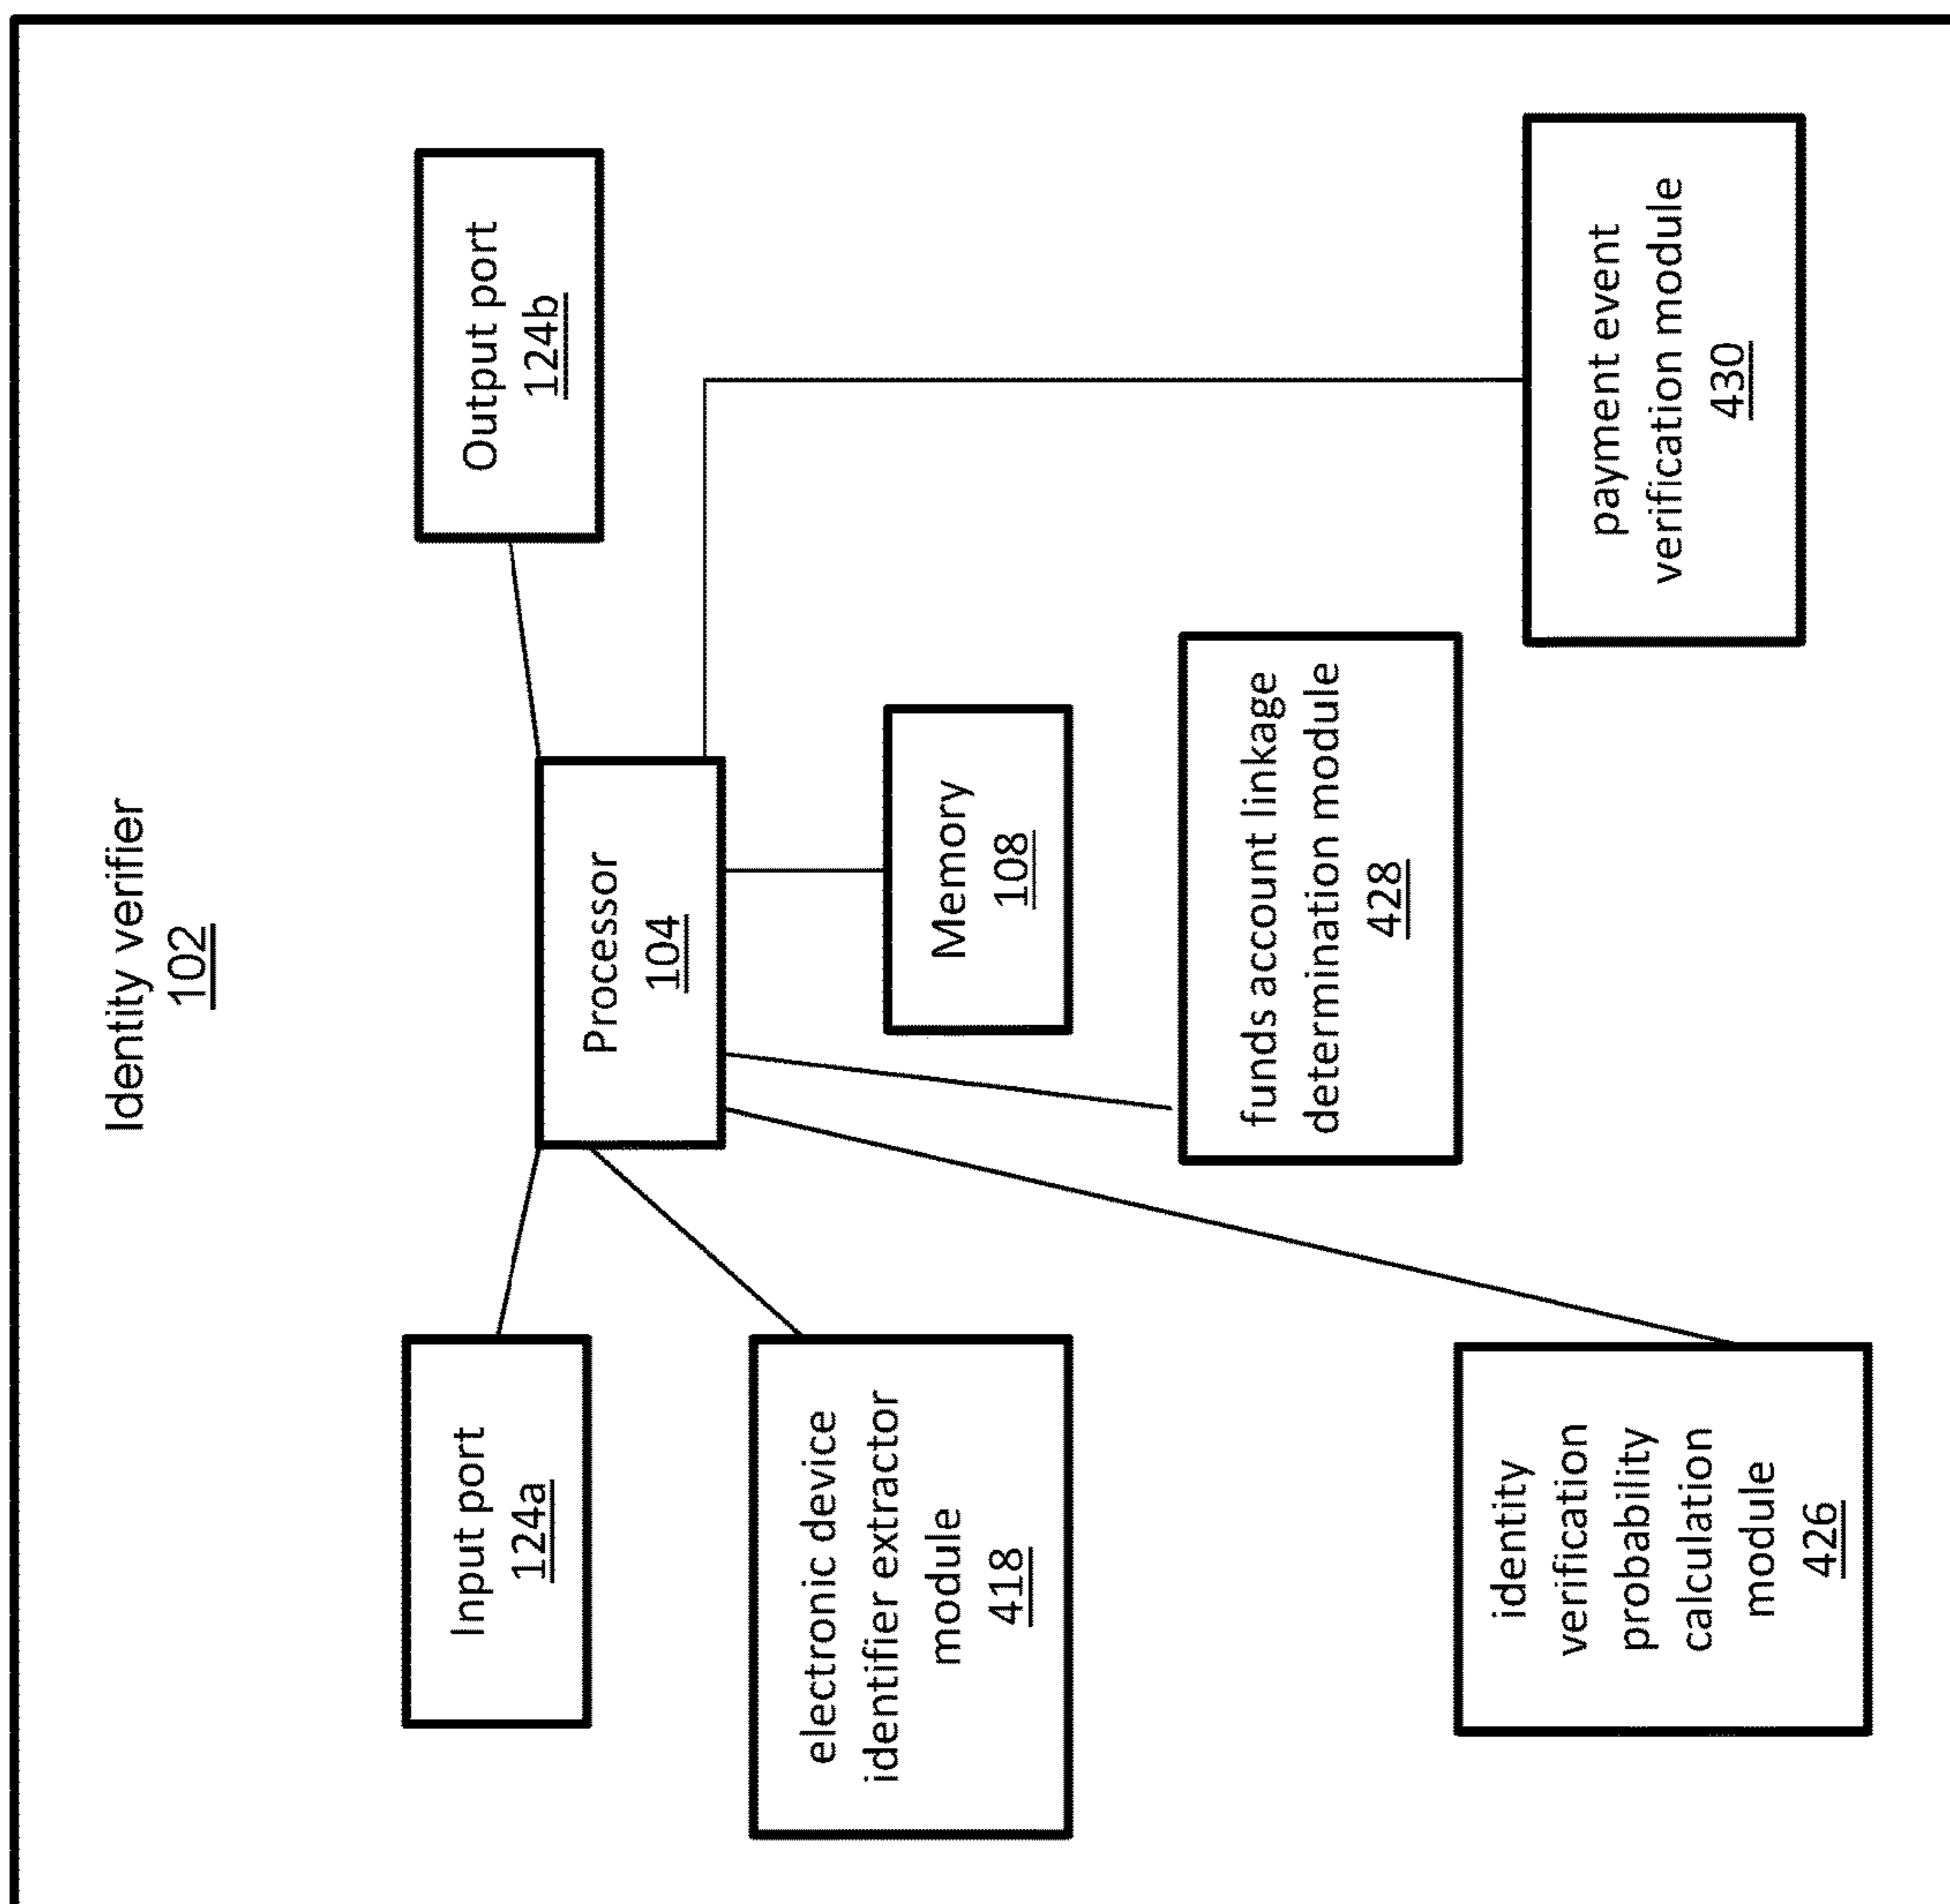 Identity verifier
102
Input port
124a
Processor
104
Output port
124b
electronic device
identifier extractor
module
418
Memory
108
funds account linkage
determination module
428
identity
verification
probability
calculation
module
426
payment event
verification module
430